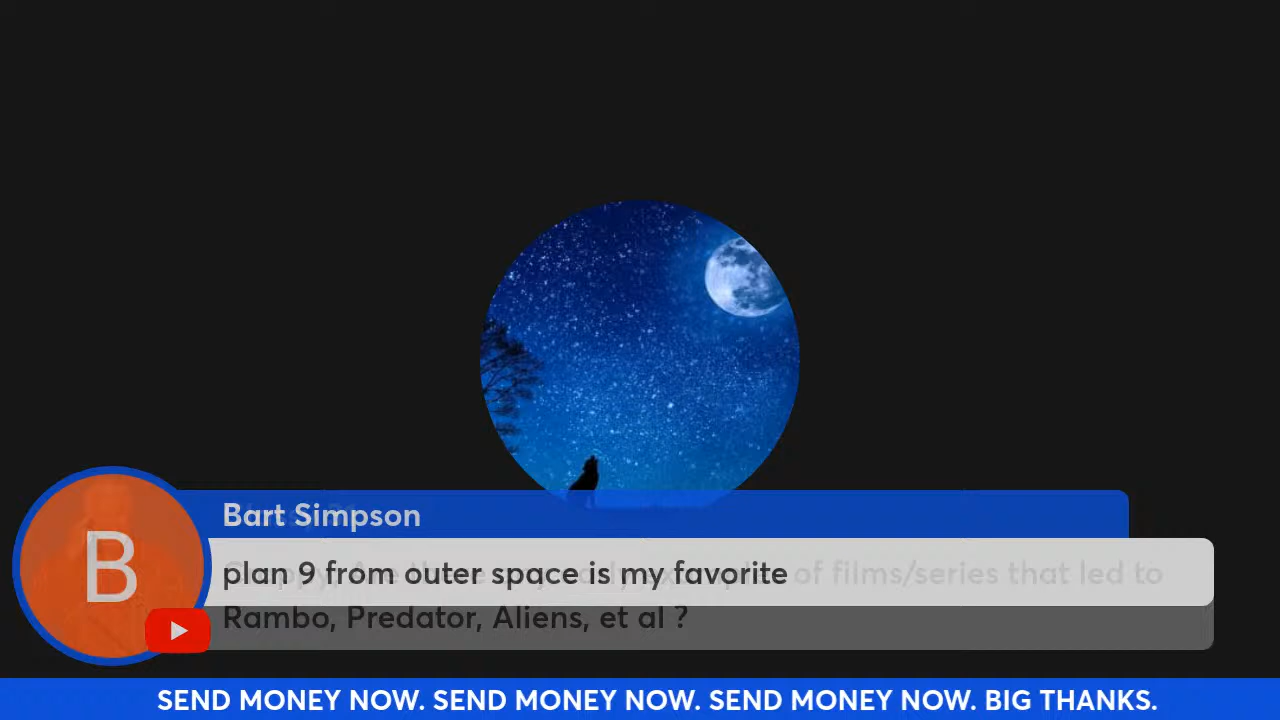 Bart Simpson
plan 9 from outer space is my favorite
of films/series that led to
Rambo, Predator, Aliens, et al ?
B
SEND MONEY NOW. SEND MONEY NOW. SEND MONEY NOW. BIG THANKS.